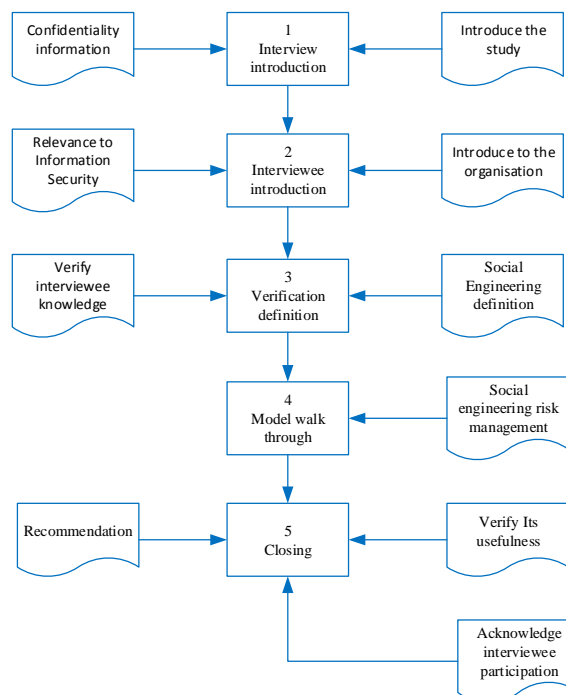 Confidentiality
information
1
Interview
introduction
Introduce the
study
Relevance to
Information
Security
2
Interviewee
introduction
Introduce to the
organisation
Verify
interviewee
knowledge
3
Verification
definition
Social
Engineering
definition
4
Model walk
through
Social
engineering risk
management
Recommendation
5
Closing
Verify Its
usefulness
Acknowledge
interviewee
participation